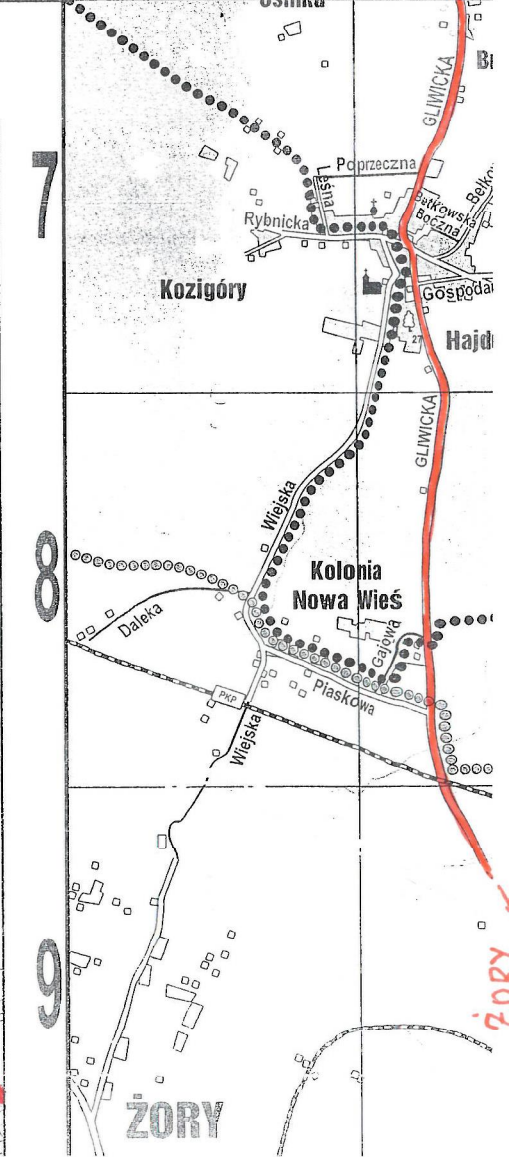 7
GLIWICKA
Poprzeczna
Leśna
Rybnicka
Bełkowska
Boczna
Kozigóry
27
GLIWICKA
8
Wiejska
Kolonia
Nowa Wieś
Daleka
Gajowa
Piaskowa
PKP
Wiejska
9
ŻORY
ŻORY